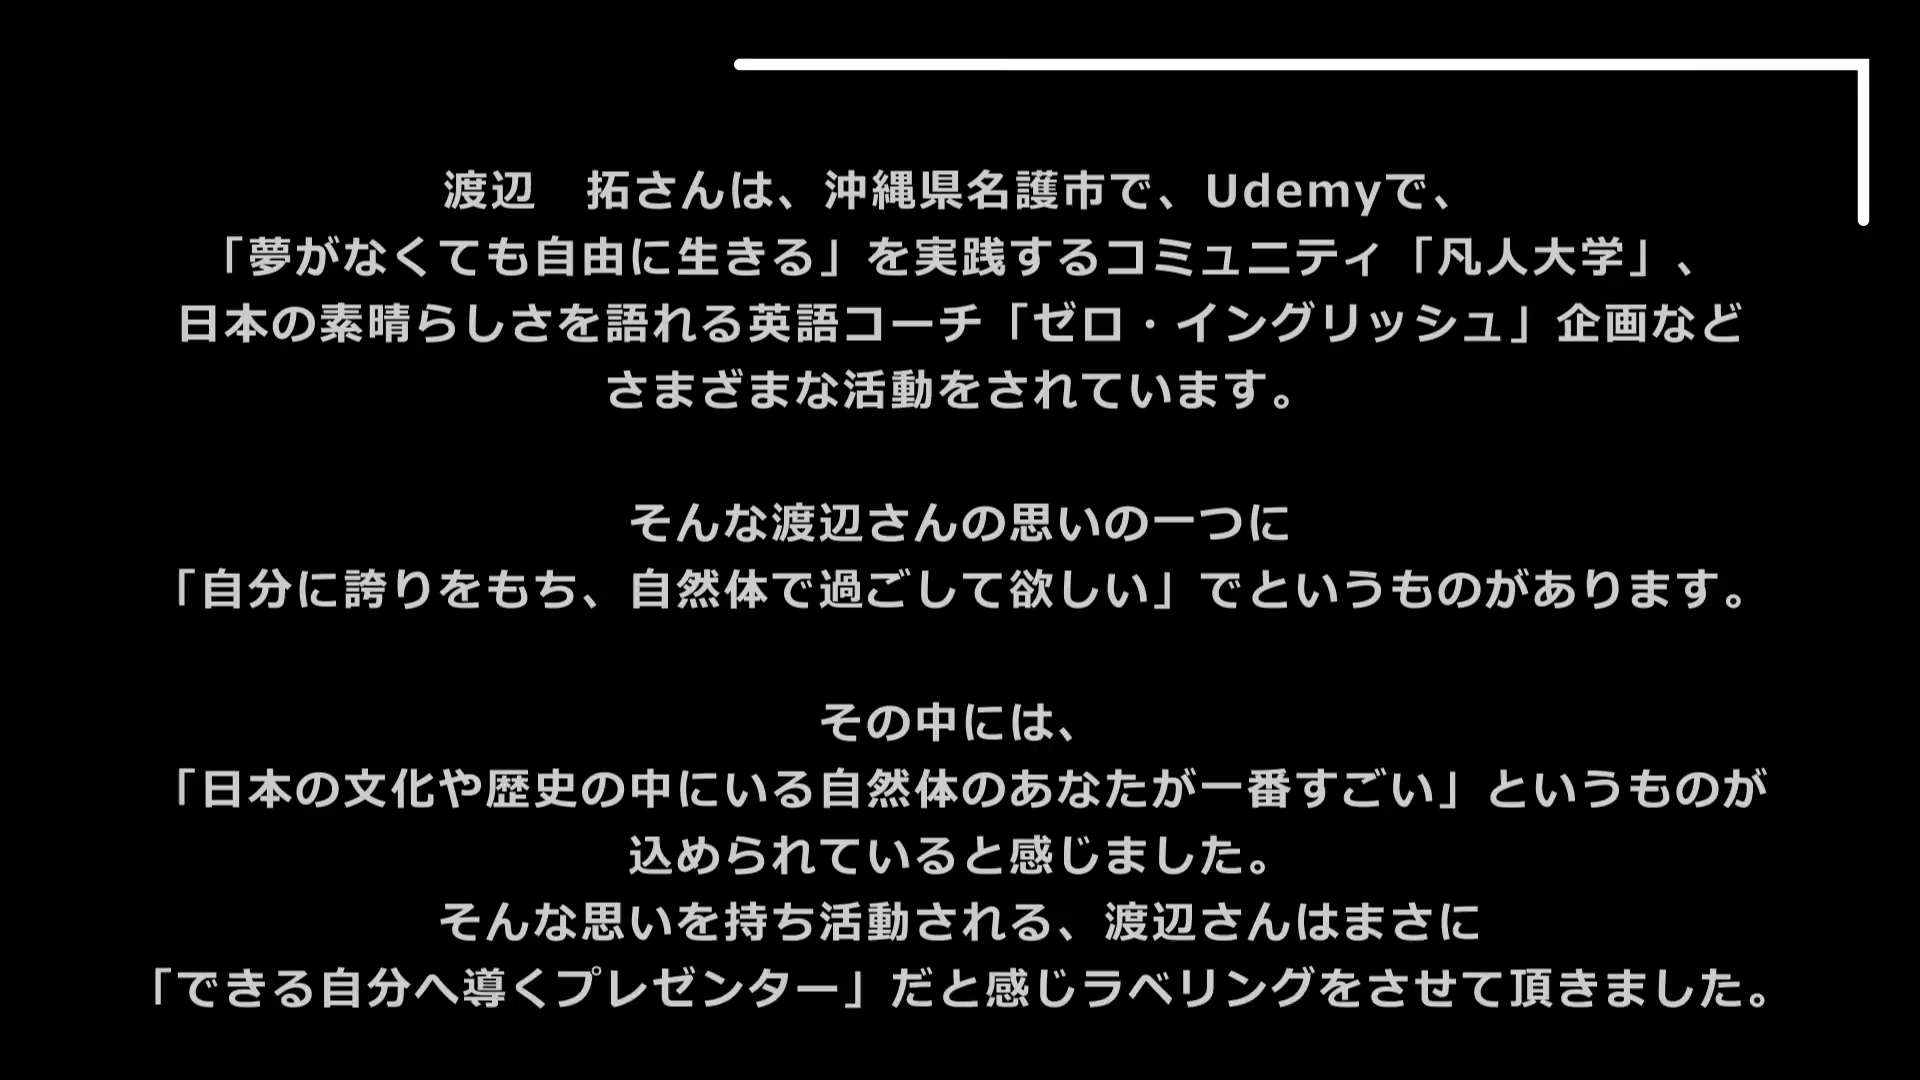 渡辺　拓さんは、沖縄県名護市で、Udemyで、
「夢がなくても自由に生きる」を実践するコミュニティ「凡人大学」、
日本の素晴らしさを語れる英語コーチ「ゼロ・イングリッシュ」企画など
さまざまな活動をされています。
そんな渡辺さんの思いの一つに
「自分に誇りをもち、自然体で過ごして欲しい」でというものがあります。
その中には、
「日本の文化や歴史の中にいる自然体のあなたが一番すごい」というものが
込められていると感じました。
そんな思いを持ち活動される、渡辺さんはまさに
「できる自分へ導くプレゼンター」だと感じラベリングをさせて頂きました。